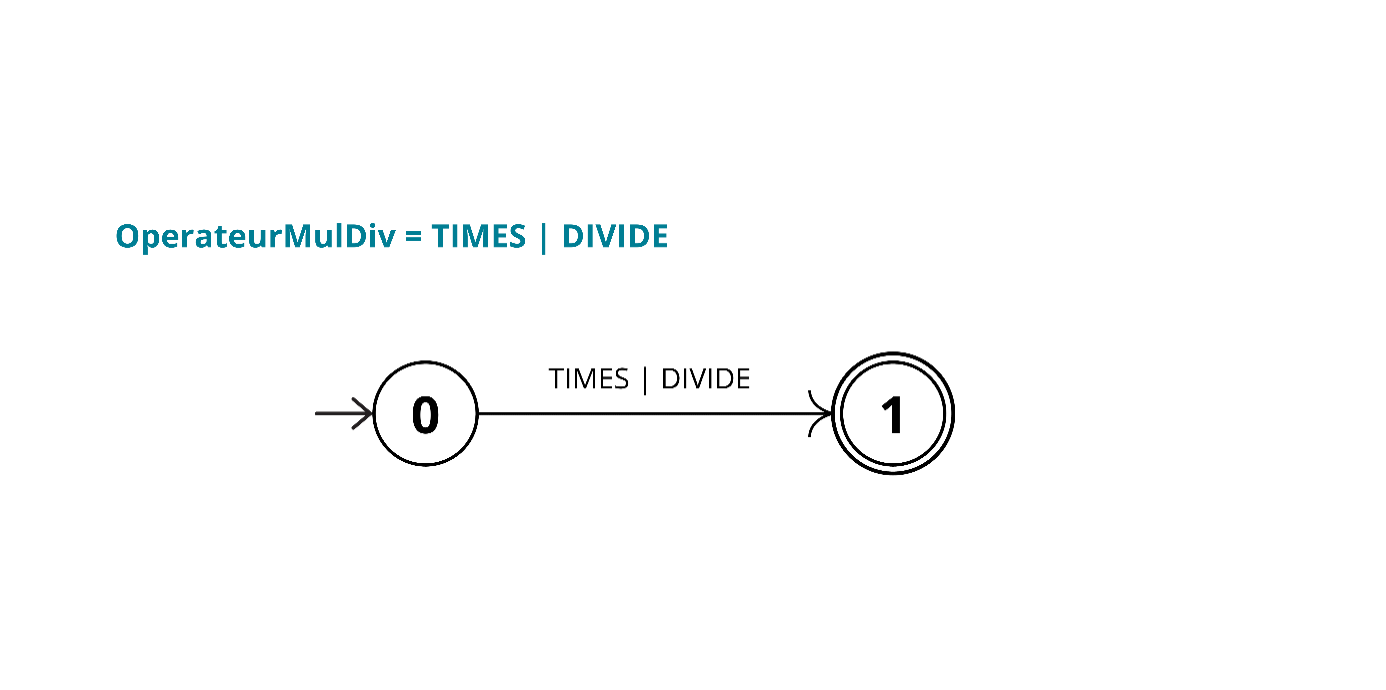 OperateurMulDiv = TIMES | DIVIDE
TIMES | DIVIDE
0
1